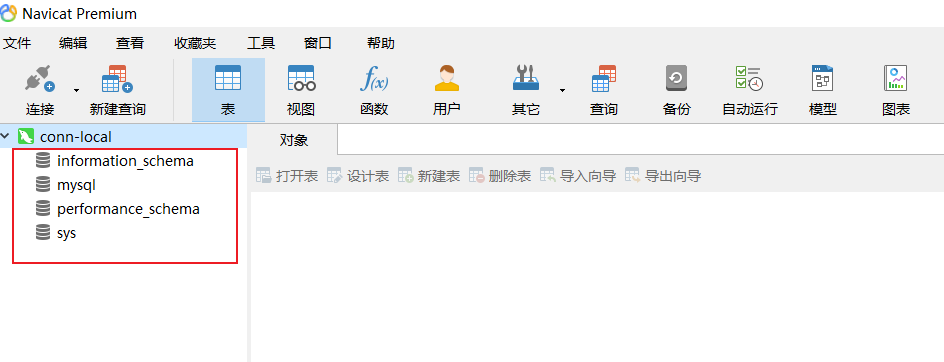 Navicat Premium
文件 编辑 查看 收藏夹 工具 窗口 帮助
f(x)
连接 新建查询 表 视图 函数 用户 其它 查询 备份 自动运行 模型 图表
conn-local
对象
information_schema
打开表 设计表 新建表 删除表 导入向导 导出向导
mysql
performance_schema
sys